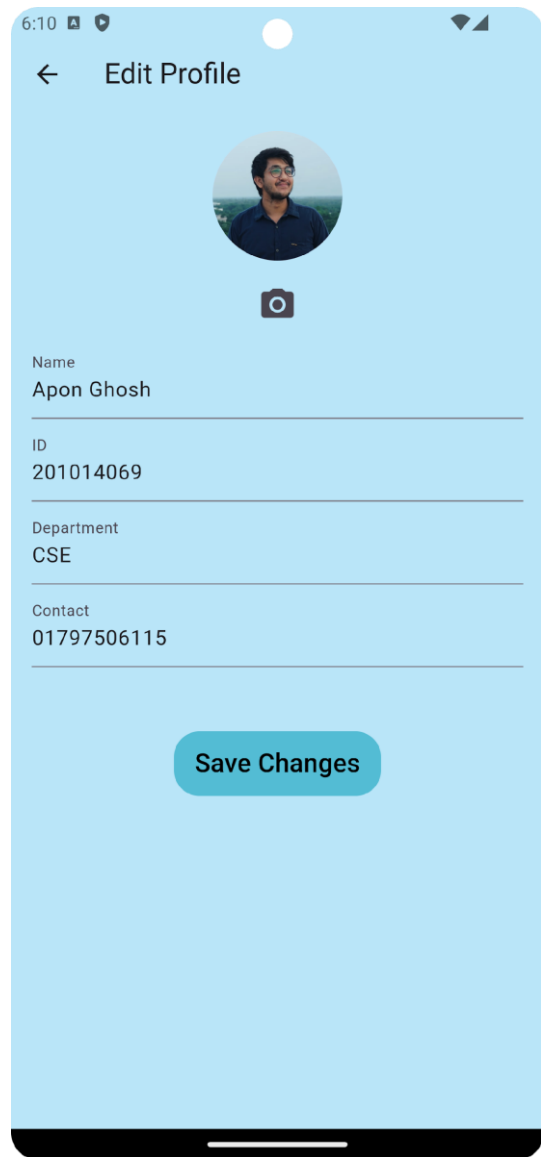 6:10
Edit Profile
Name
Apon Ghosh
ID
201014069
Department
CSE
Contact
01797506115
Save Changes